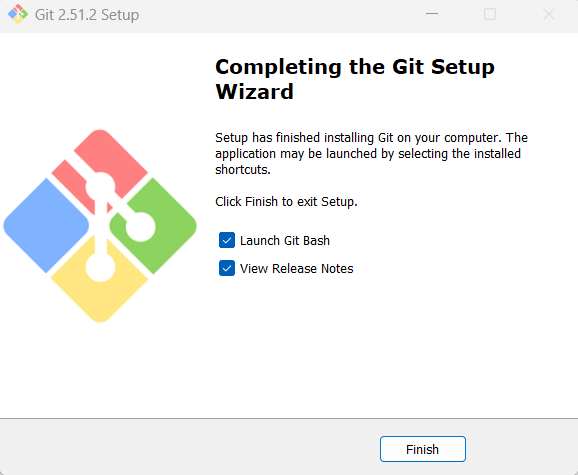 Git 2.51.2 Setup
Completing the Git Setup
Wizard
Setup has finished installing Git on your computer. The
application may be launched by selecting the installed
shortcuts.
Click Finish to exit Setup.
Launch Git Bash
View Release Notes
Finish